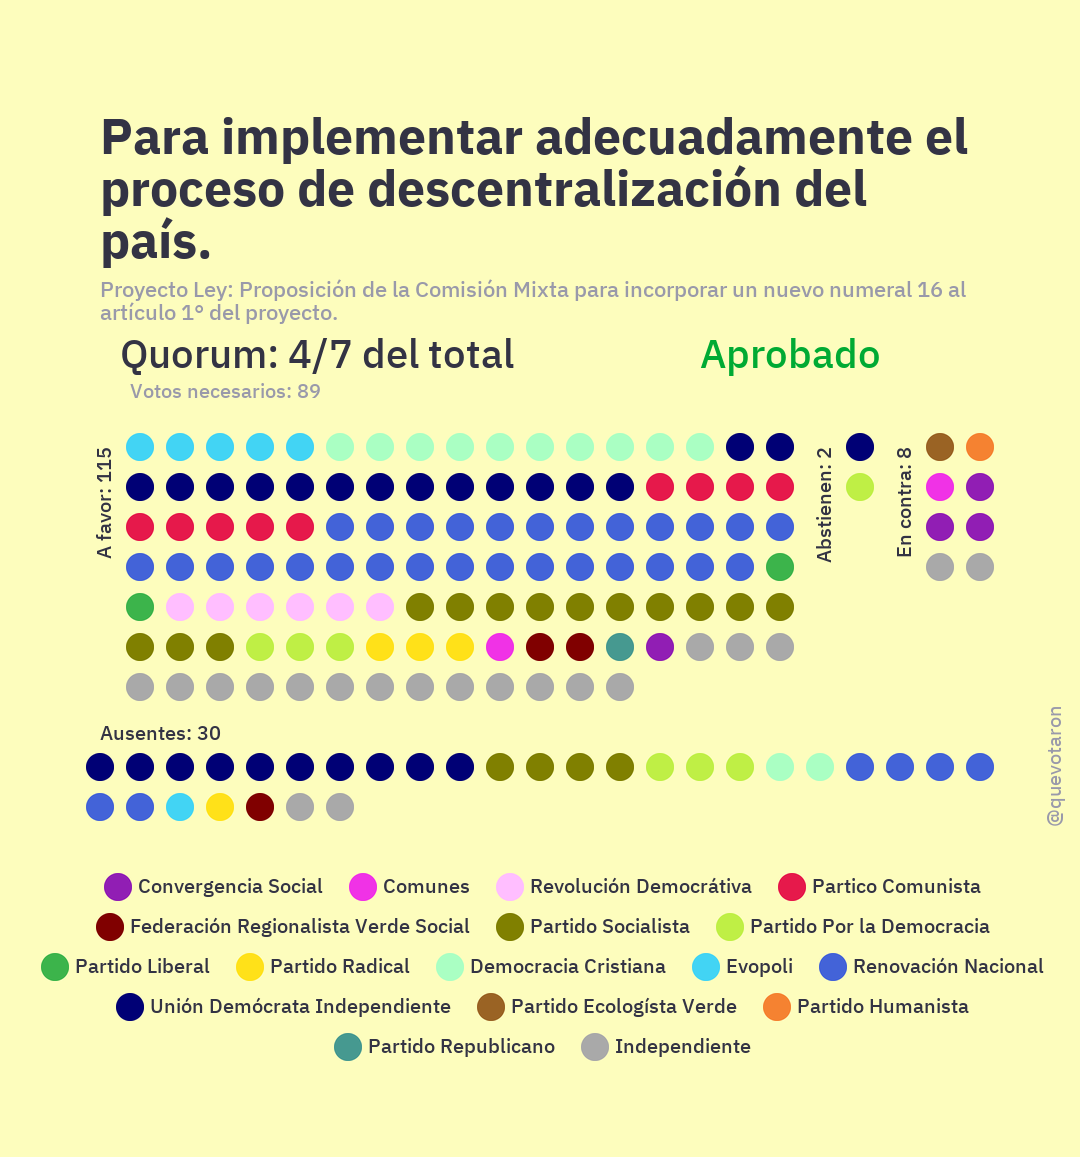 Para implementar adecuadamente el
proceso de descentralización del
país.
Proyecto Ley: Proposición de la Comisión Mixta para incorporar un nuevo numeral 16 al
artículo 1° del proyecto.
Quorum: 4/7 del total
Aprobado
Votos necesarios: 89
A favor: 115
Abstienen: 2
En contra: 8
Ausentes: 30
@quevotaron
Convergencia Social
Comunes
Revolución Democrátiva
Partico Comunista
Federación Regionalista Verde Social
Partido Socialista
Partido Por la Democracia
Partido Liberal
Partido Radical
Democracia Cristiana
Evopoli
Renovación Nacional
Unión Demócrata Independiente
Partido Ecologísta Verde
Partido Humanista
Partido Republicano
Independiente